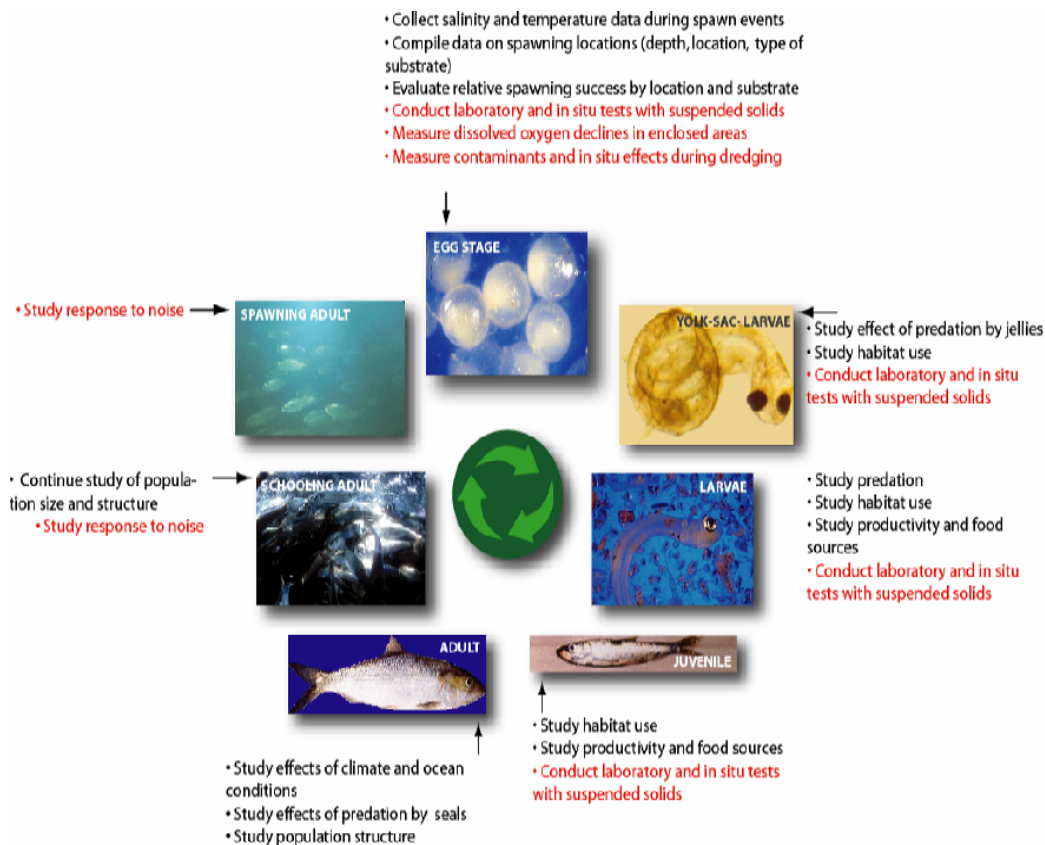 • Collect salinity and temperature data during spawn events
• Compile data on spawning locations (depth, location, type of
substrate)
• Evaluate relative spawning success by location and substrate
• Conduct laboratory and in situ tests with suspended solids
• Measure dissolved oxygen declines in enclosed areas
• Measure contaminants and in situ effects during dredging
EGG STAGE
• Study response to noise
SPAWNING ADULT
YOLK-SAC-LARVAE
• Study effect of predation by jellies
• Study habitat use
• Conduct laboratory and in situ
tests with suspended solids
• Continue study of popula-
tion size and structure
• Study response to noise
SCHOOLING ADULT
LARVAE
• Study predation
• Study habitat use
• Study productivity and food
sources
• Conduct laboratory and in situ
tests with suspended solids
ADULT
JUVENILE
• Study effects of climate and ocean
conditions
• Study effects of predation by seals
• Study population structure
• Study habitat use
• Study productivity and food sources
• Conduct laboratory and in situ tests
with suspended solids